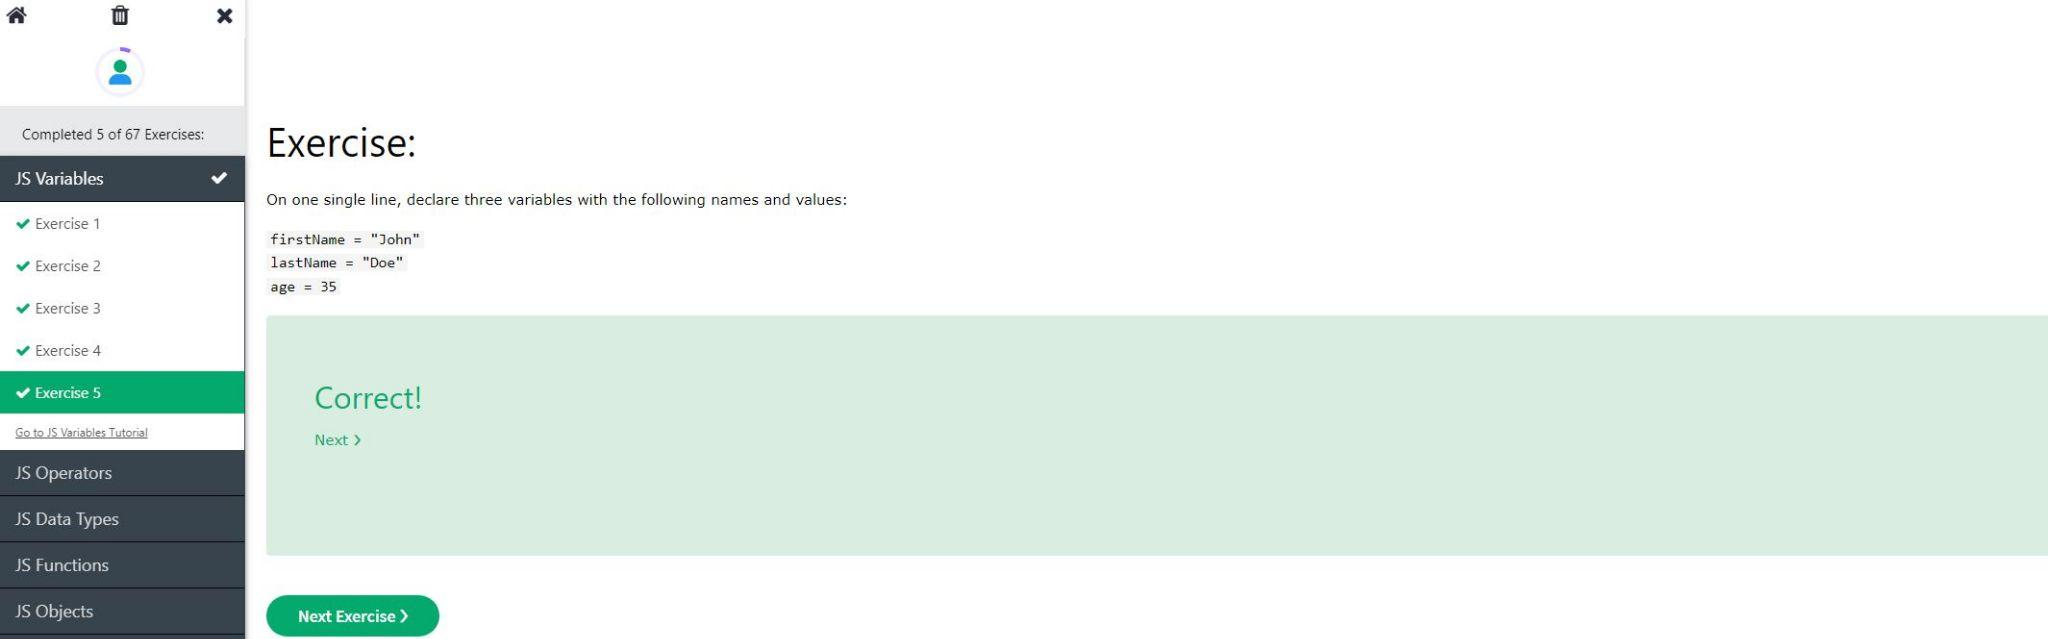 Completed 5 of 67 Exercises:
JS Variables
Exercise 1
Exercise 2
Exercise 3
Exercise 4
Exercise 5
Go to JS Variables Tutorial
JS Operators
JS Data Types
JS Functions
JS Objects
Exercise:
On one single line, declare three variables with the following names and values:
firstName = "John"
lastName = "Doe"
age = 35
Correct!
Next ❯
Next Exercise ❯